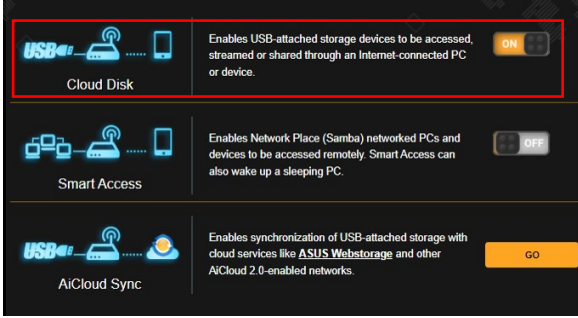 USB
Cloud Disk
Enables USB-attached storage devices to be accessed,
streamed or shared through an Internet-connected PC
or device.
ON
Smart Access
Enables Network Place (Samba) networked PCs and
devices to be accessed remotely. Smart Access can
also wake up a sleeping PC.
OFF
USB
AiCloud Sync
Enables synchronization of USB-attached storage with
cloud services like ASUS Webstorage and other
AiCloud 2.0-enabled networks.
GO